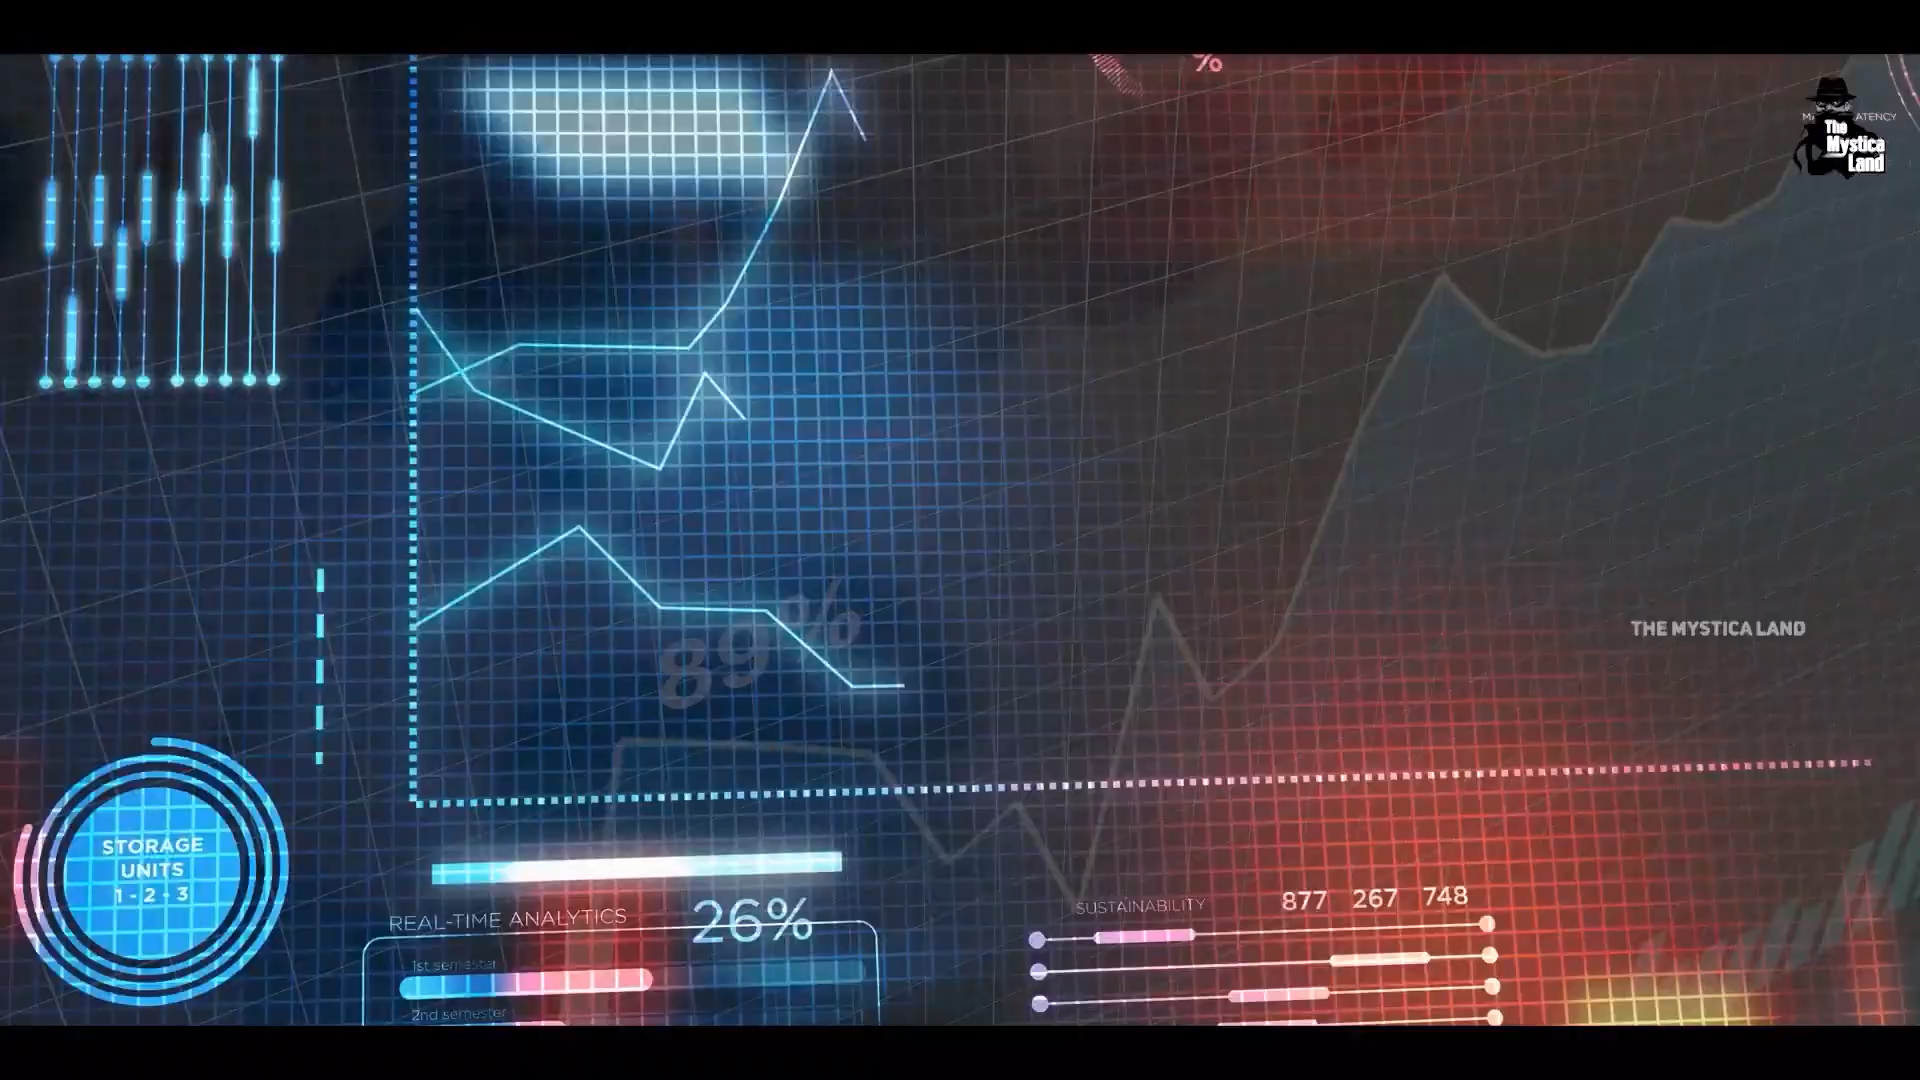 %
M
ATENCY
The
Mystica
Land
89%
THE MYSTICA LAND
STORAGE
UNITS
1 - 2 - 3
REAL-TIME ANALYTICS
26%
1st semester
2nd semester
SUSTAINABILITY
877 267 748